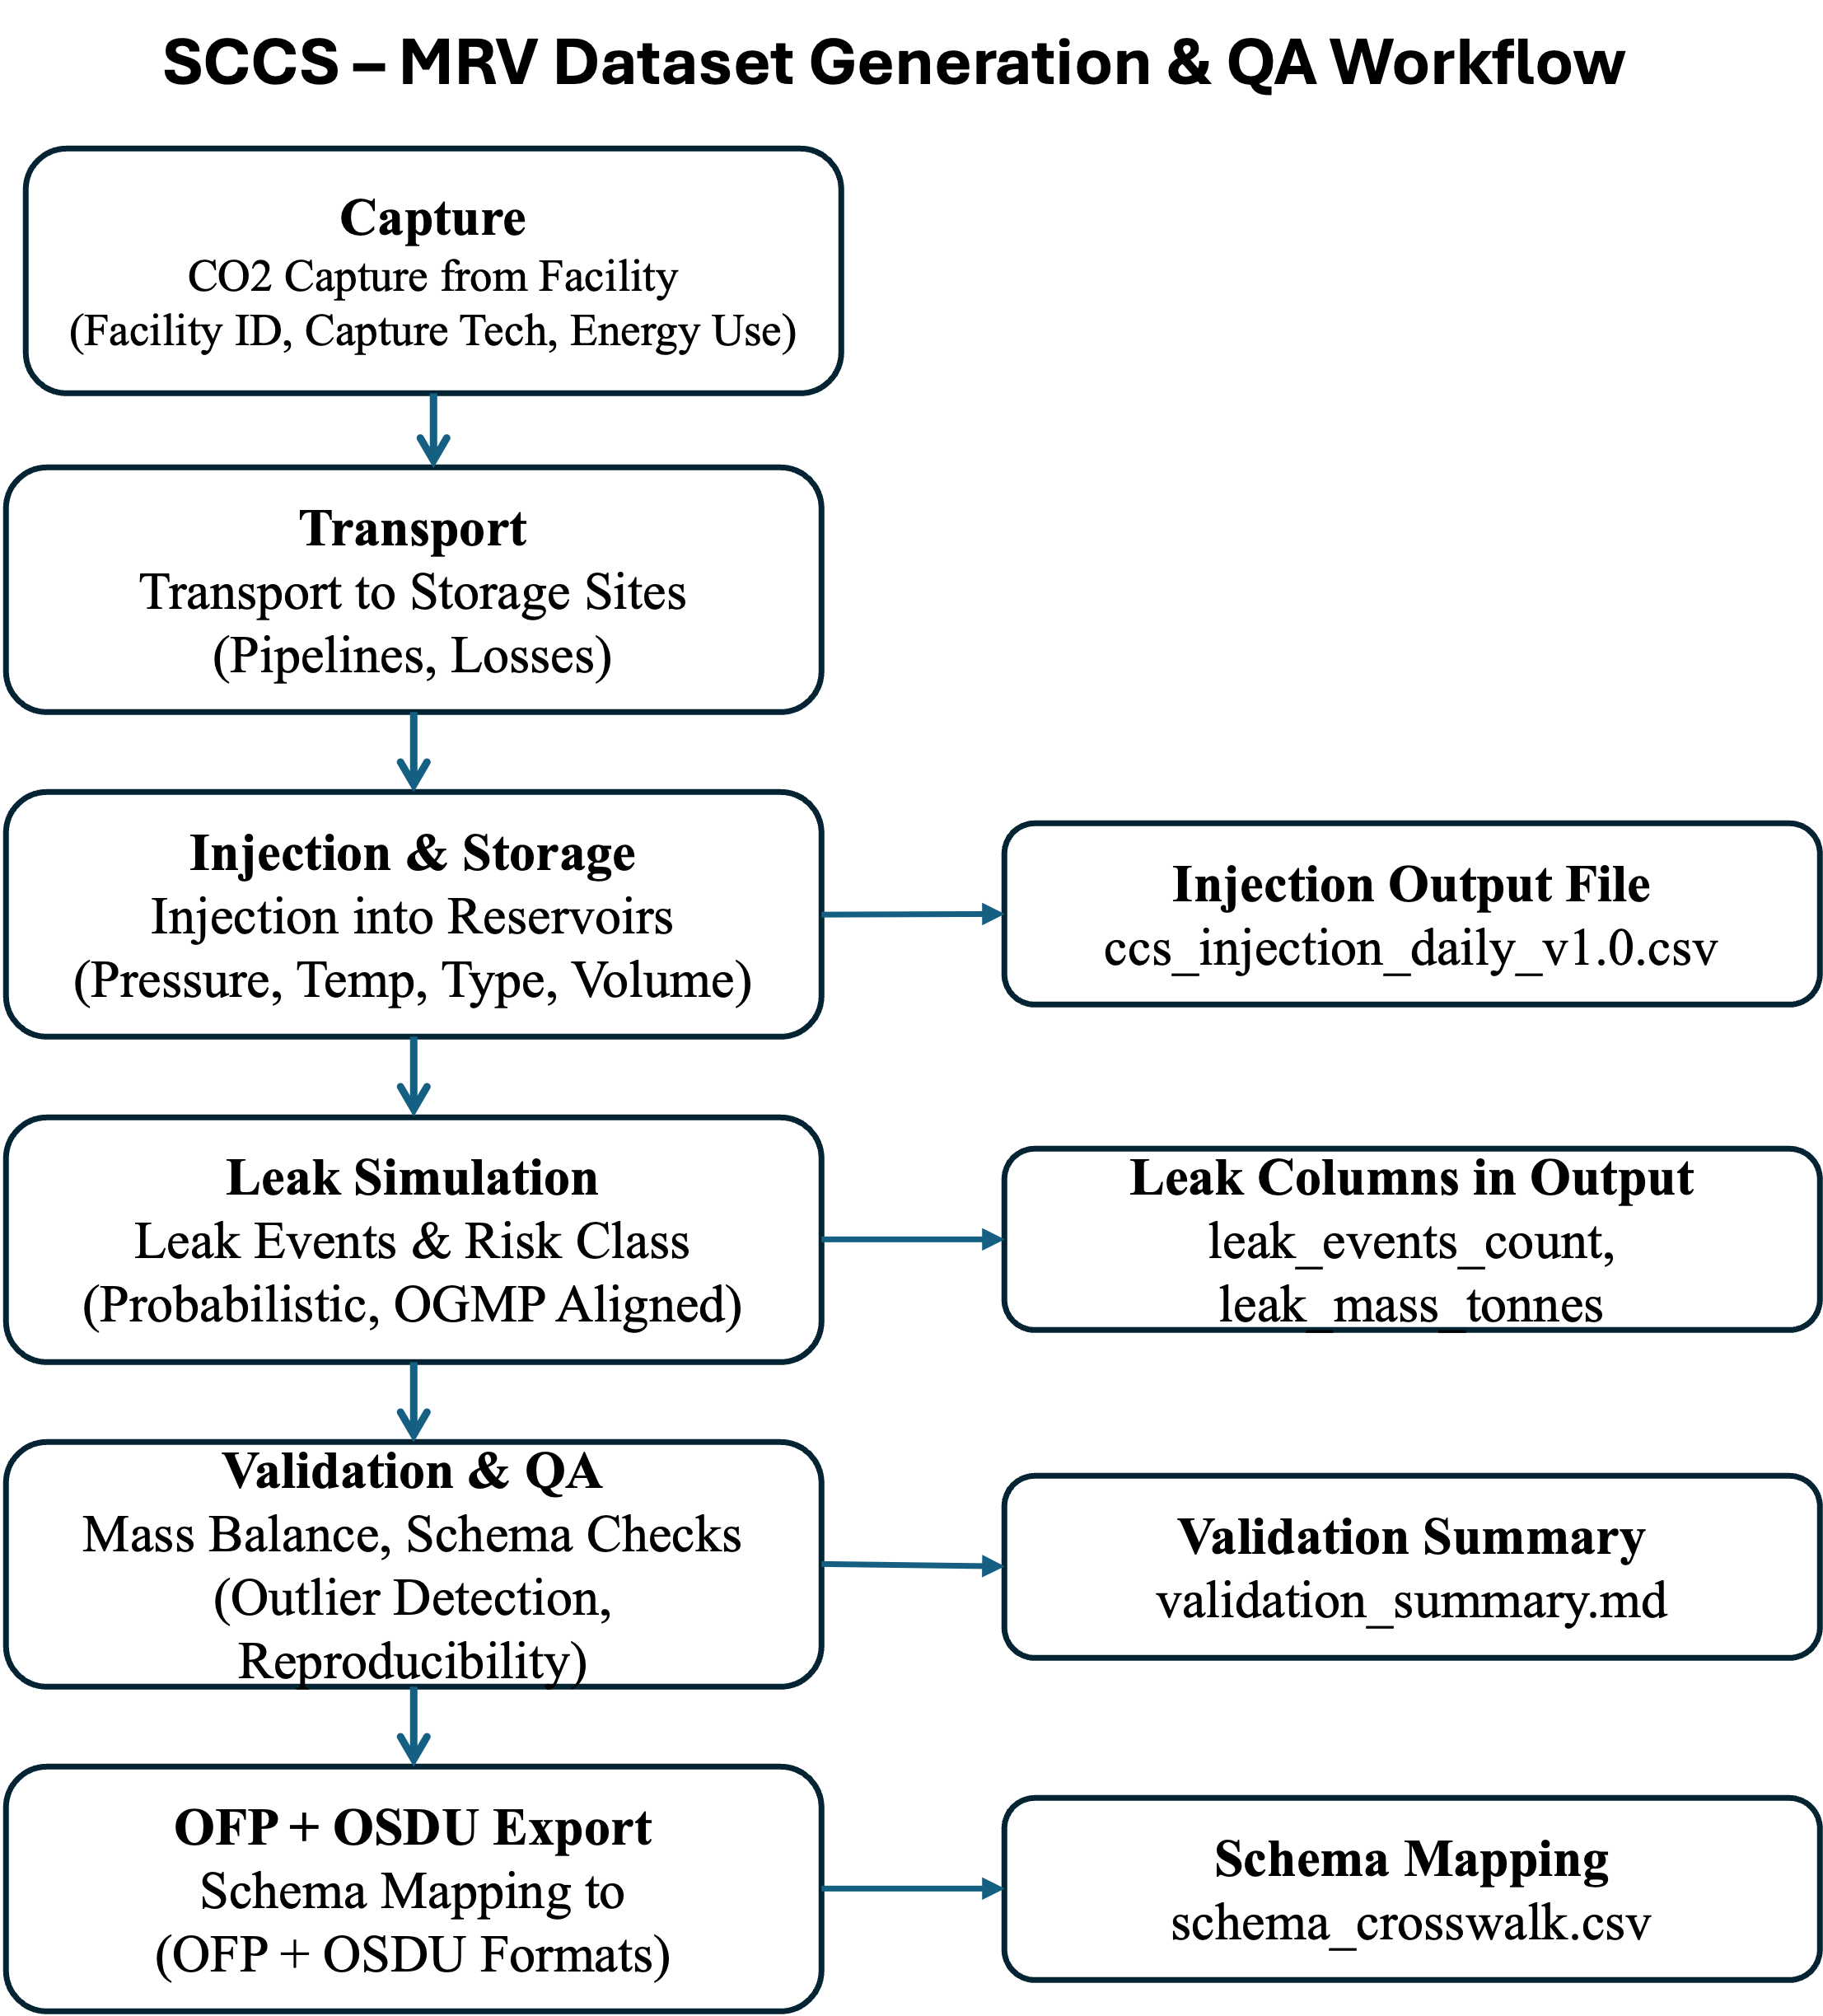 SCCS – MRV Dataset Generation & QA Workflow
Capture
CO2 Capture from Facility
(Facility ID, Capture Tech, Energy Use)
Transport
Transport to Storage Sites
(Pipelines, Losses)
Injection & Storage
Injection into Reservoirs
(Pressure, Temp, Type, Volume)
Injection Output File
ccs_injection_daily_v1.0.csv
Leak Simulation
Leak Events & Risk Class
(Probabilistic, OGMP Aligned)
Leak Columns in Output
leak_events_count,
leak_mass_tonnes
Validation & QA
Mass Balance, Schema Checks
(Outlier Detection,
Reproducibility)
Validation Summary
validation_summary.md
OFP + OSDU Export
Schema Mapping to
(OFP + OSDU Formats)
Schema Mapping
schema_crosswalk.csv